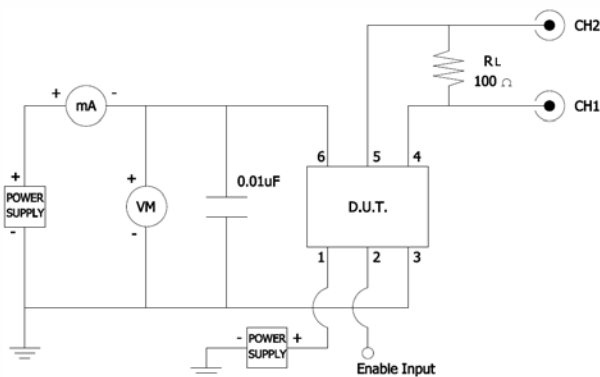 CH2
RL
100 Ω
CH1
+ mA -
6 5 4
+
POWER
SUPPLY
-
+
VM
-
0.01uF
D.U.T.
1 2 3
- POWER
SUPPLY +
Enable Input